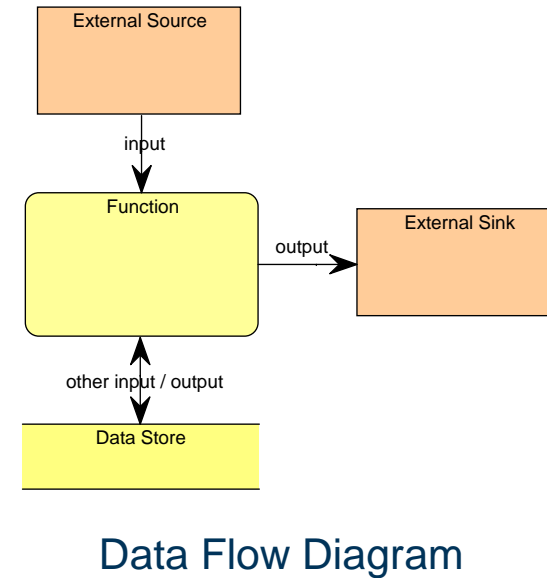 External Source
input
Function
External Sink
output
other input / output
Data Store
Data Flow Diagram